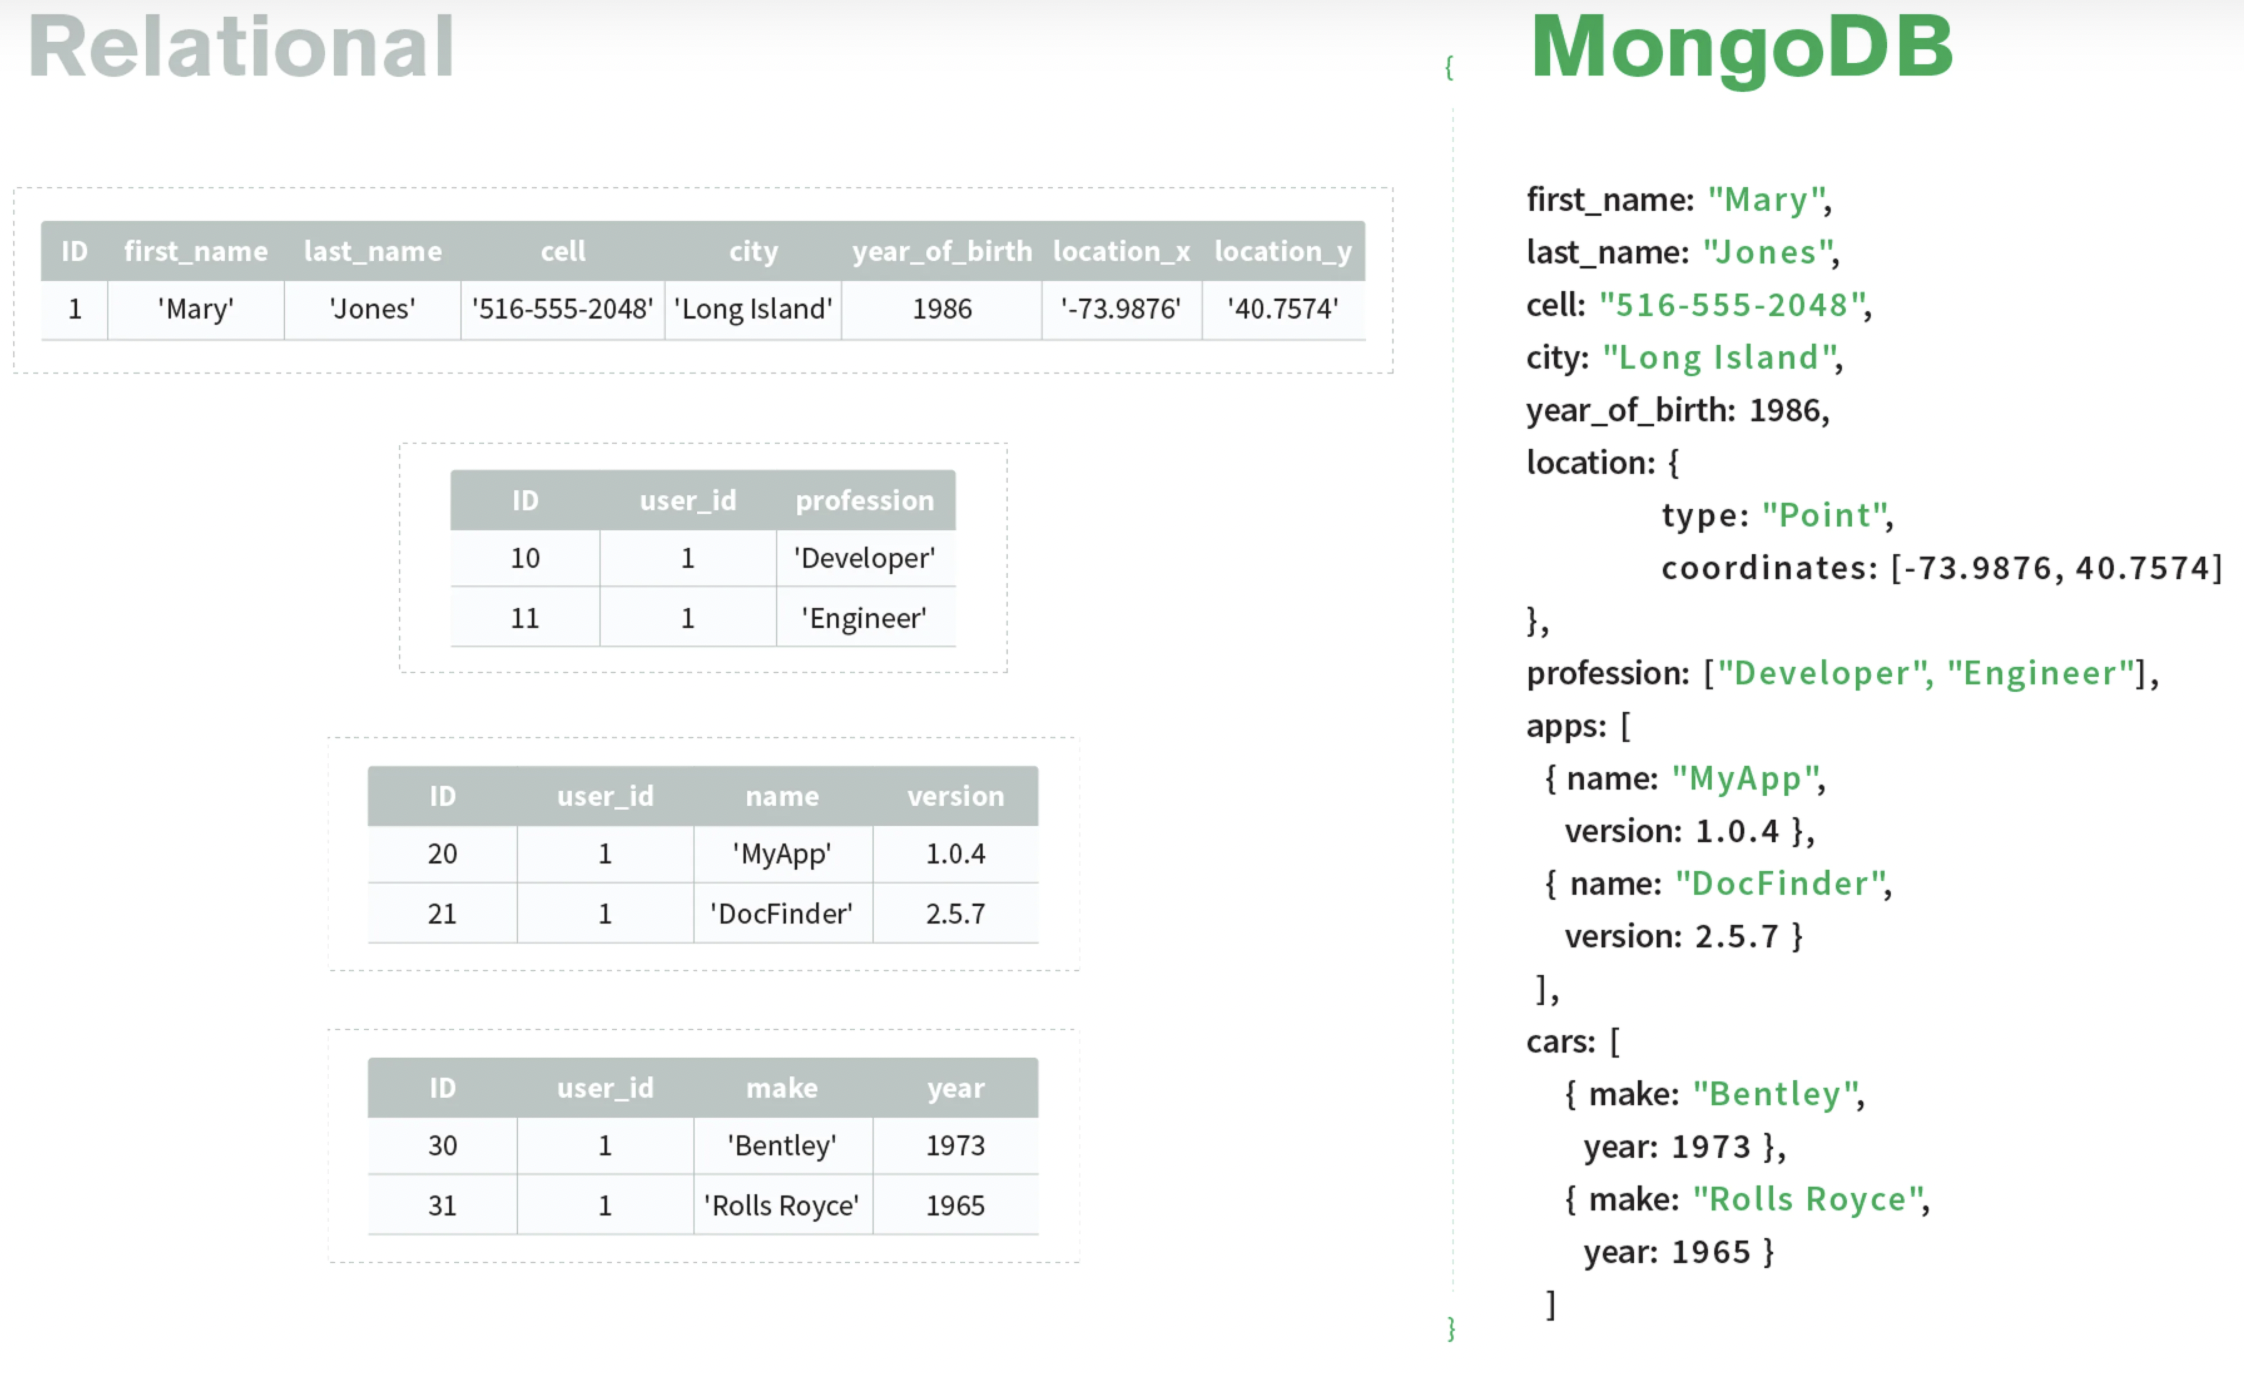 Relational
ID first_name last_name cell city year_of_birth location_x location_y
1 'Mary' 'Jones' '516-555-2048' 'Long Island' 1986 '-73.9876' '40.7574'
ID user_id profession
10 1 'Developer'
11 1 'Engineer'
ID user_id name version
20 1 'MyApp' 1.0.4
21 1 'DocFinder' 2.5.7
ID user_id make year
30 1 'Bentley' 1973
31 1 'Rolls Royce' 1965
{
MongoDB
first_name: "Mary",
last_name: "Jones",
cell: "516-555-2048",
city: "Long Island",
year_of_birth: 1986,
location: {
type: "Point",
coordinates: [-73.9876, 40.7574]
},
profession: ["Developer", "Engineer"],
apps: [
{ name: "MyApp",
version: 1.0.4 },
{ name: "DocFinder",
version: 2.5.7 }
],
cars: [
{ make: "Bentley",
year: 1973 },
{ make: "Rolls Royce",
year: 1965 }
]
}